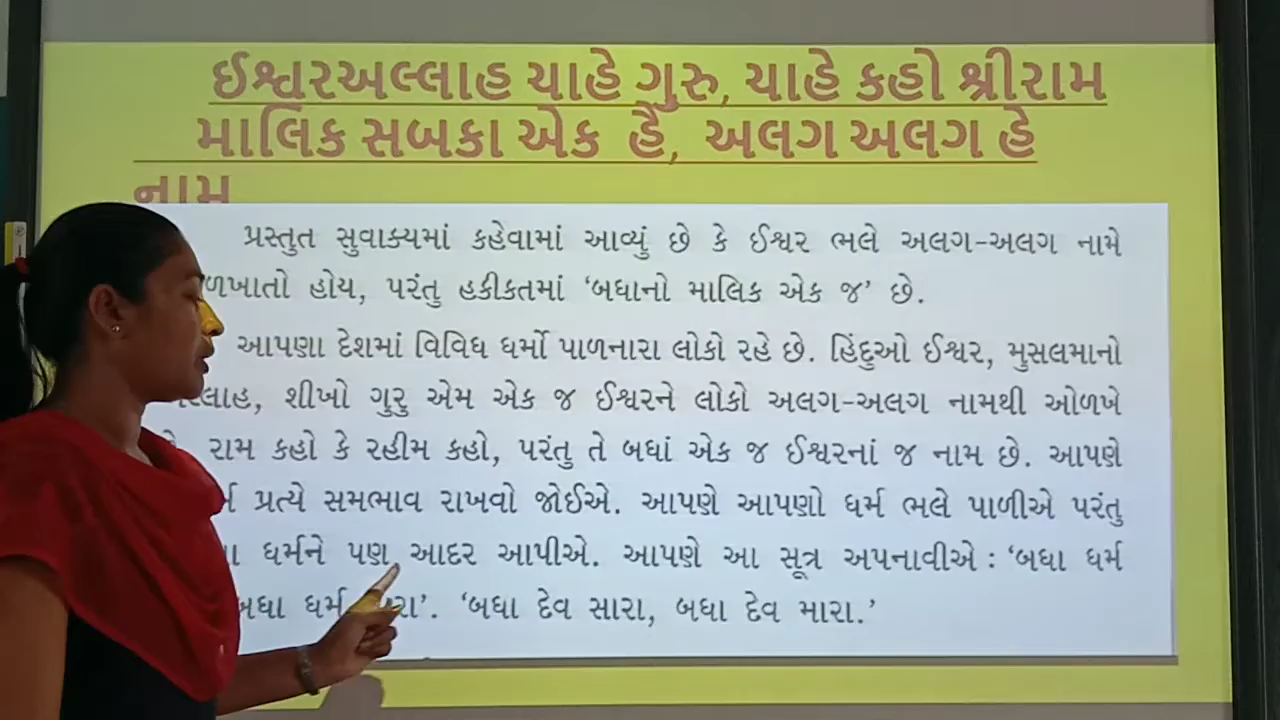 ઈશ્વરઅલ્લાહ ચાહે ગુરુ, ચાહે કહો શ્રીરામ
માલિક સબકા એક હૈ, અલગ અલગ હે
નામ
પ્રસ્તુત સુવાક્યમાં કહેવામાં આવ્યું છે કે ઈશ્વર ભલે અલગ-અલગ નામે
ળખાતો હોય, પરંતુ હકીકતમાં ‘બધાનો માલિક એક જ’ છે.
આપણા દેશમાં વિવિધ ધર્મો પાળનારા લોકો રહે છે. હિંદુઓ ઈશ્વર, મુસલમાનો
લાહ, શીખો ગુરુ એમ એક જ ઈશ્વરને લોકો અલગ-અલગ નામથી ઓળખે
રામ કહો કે રહીમ કહો, પરંતુ તે બધાં એક જ ઈશ્વરનાં જ નામ છે. આપણે
પ્રત્યે સમભાવ રાખવો જોઈએ. આપણે આપણો ધર્મ ભલે પાળીએ પરંતુ
ધર્મને પણ આદર આપીએ. આપણે આ સૂત્ર અપનાવીએ : ‘બધા ધર્મ
બધા ધર્મ રા’. ‘બધા દેવ સારા, બધા દેવ મારા.’